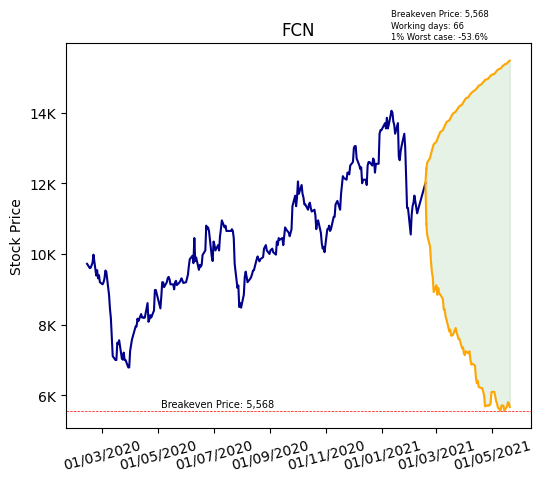 Breakeven Price: 5,568
Working days: 66
1% Worst case: -53.6%
FCN
Stock Price
14K
12K
10K
8K
6K
Breakeven Price: 5,568
01/03/2020
01/05/2020
01/07/2020
01/09/2020
01/11/2020
01/01/2021
01/03/2021
01/05/2021